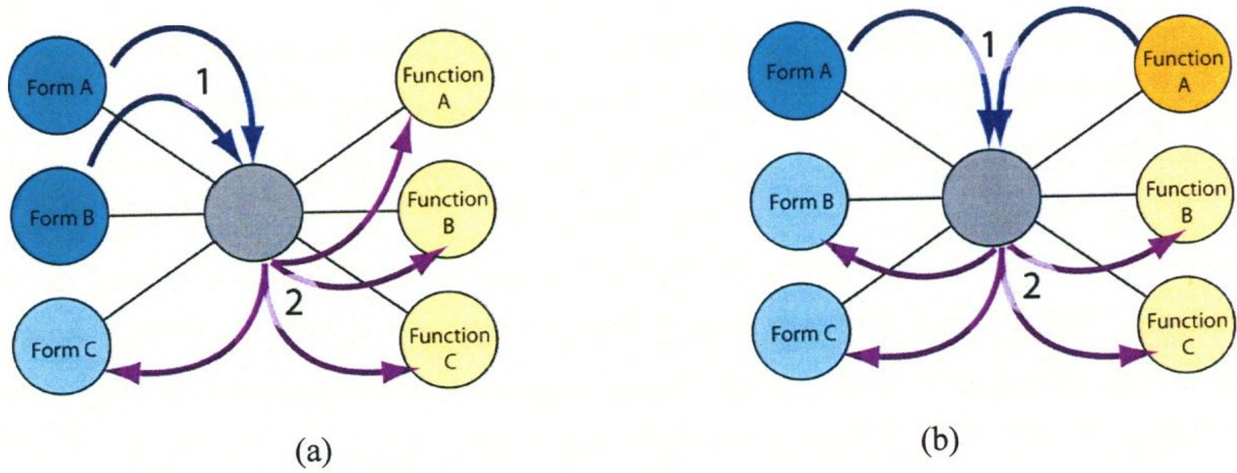 Form A
1
Function
A
Form B
Function
B
Form C
2
Function
C
(a)
Form A
1
Function
A
Form B
Function
B
Form C
2
Function
C
(b)